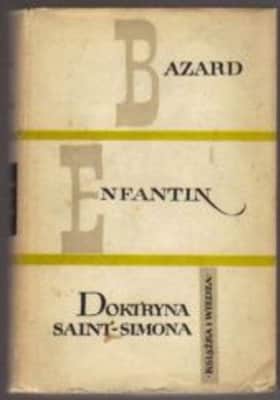 BAZARD
ENFANTIN
DOKTRYNA
SAINT-SIMONA
KSIĄŻKA I WIEDZA